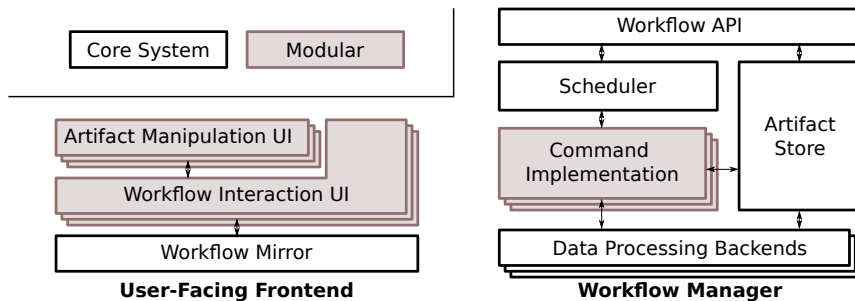 Core System
Modular
Artifact Manipulation UI
Workflow Interaction UI
Workflow Mirror
User-Facing Frontend
Workflow API
Scheduler
Command
Implementation
Artifact
Store
Data Processing Backends
Workflow Manager